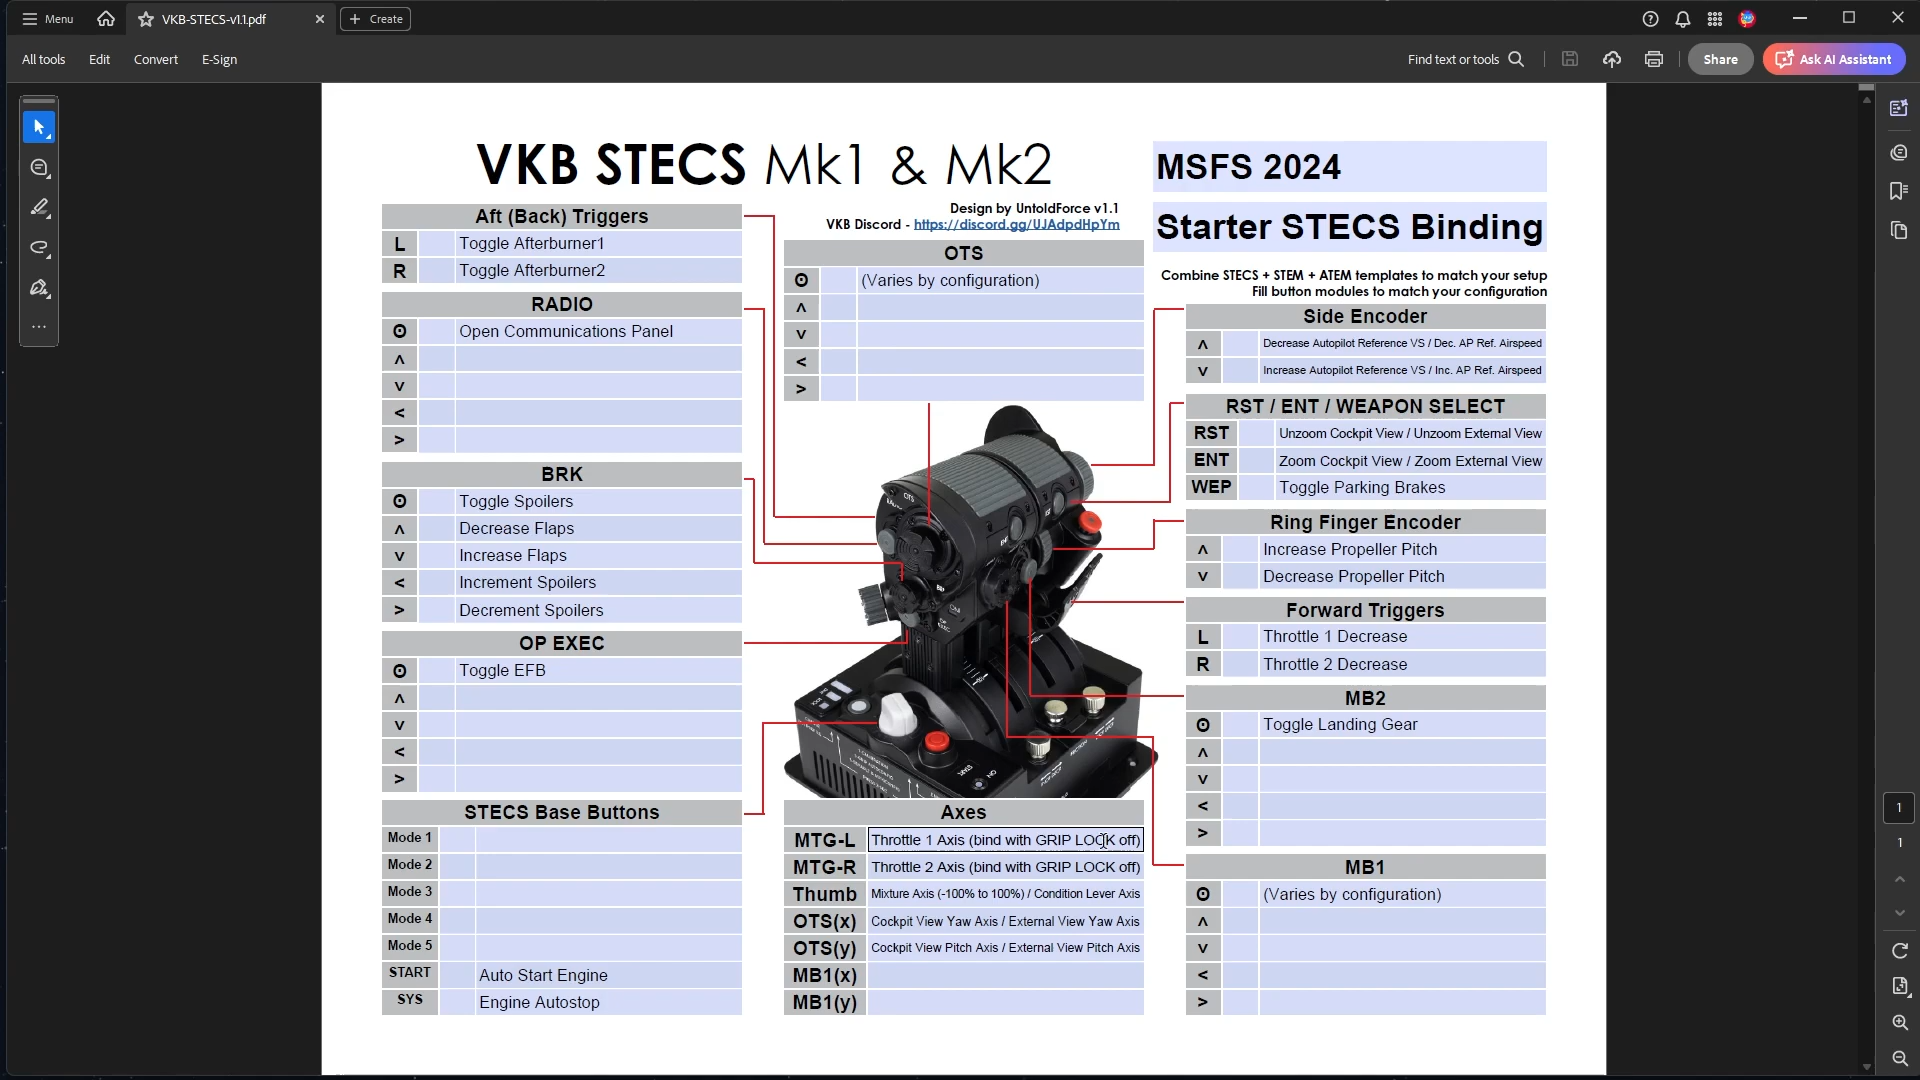 Menu
VKB-STECS-v1.1.pdf
Create
All tools
Edit
Convert
E-Sign
Find text or tools
Share
Ask AI Assistant
VKB STECS Mk1 & Mk2
MSFS 2024
Starter STECS Binding
Design by UntoldForce v1.1
VKB Discord - https://discord.gg/UJAdpdHpYm
Combine STECS + STEM + ATEM templates to match your setup
Fill button modules to match your configuration
Aft (Back) Triggers
L Toggle Afterburner1
R Toggle Afterburner2
RADIO
ʘ Open Communications Panel
˄
˅
<
>
BRK
ʘ Toggle Spoilers
˄ Decrease Flaps
˅ Increase Flaps
< Increment Spoilers
> Decrement Spoilers
OP EXEC
ʘ Toggle EFB
˄
˅
<
>
STECS Base Buttons
Mode 1
Mode 2
Mode 3
Mode 4
Mode 5
START Auto Start Engine
SYS Engine Autostop
OTS
ʘ (Varies by configuration)
˄
˅
<
>
OTS
START
ON
Axes
MTG-L Throttle 1 Axis (bind with GRIP LOCK off)
MTG-R Throttle 2 Axis (bind with GRIP LOCK off)
Thumb Mixture Axis (-100% to 100%) / Condition Lever Axis
OTS(x) Cockpit View Yaw Axis / External View Yaw Axis
OTS(y) Cockpit View Pitch Axis / External View Pitch Axis
MB1(x)
MB1(y)
Side Encoder
˄ Decrease Autopilot Reference VS / Dec. AP Ref. Airspeed
˅ Increase Autopilot Reference VS / Inc. AP Ref. Airspeed
RST / ENT / WEAPON SELECT
RST Unzoom Cockpit View / Unzoom External View
ENT Zoom Cockpit View / Zoom External View
WEP Toggle Parking Brakes
Ring Finger Encoder
˄ Increase Propeller Pitch
˅ Decrease Propeller Pitch
Forward Triggers
L Throttle 1 Decrease
R Throttle 2 Decrease
MB2
ʘ Toggle Landing Gear
˄
˅
<
>
MB1
ʘ (Varies by configuration)
˄
˅
<
>
1
1